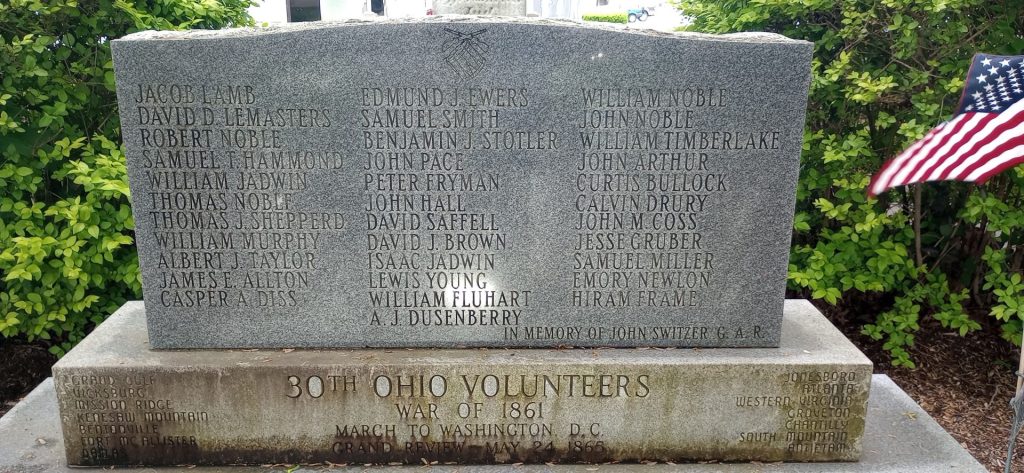 JACOB LAMB
DAVID D. LEMASTERS
ROBERT NOBLE
SAMUEL T. HAMMOND
WILLIAM JADWIN
THOMAS NOBLE
THOMAS J. SHEPPERD
WILLIAM MURPHY
ALBERT J. TAYLOR
JAMES E. ALLTON
CASPER A. DISS
EDMUND J. EWERS
SAMUEL SMITH
BENJAMIN J. STOTLER
JOHN PACE
PETER FRYMAN
JOHN HALL
DAVID SAFFELL
DAVID J. BROWN
ISAAC JADWIN
LEWIS YOUNG
WILLIAM FLUHART
A. J. DUSENBERRY
WILLIAM NOBLE
JOHN NOBLE
WILLIAM TIMBERLAKE
JOHN ARTHUR
CURTIS BULLOCK
CALVIN DRURY
JOHN M. COSS
JESSE GRUBER
SAMUEL MILLER
EMORY NEWLON
HIRAM FRAME
IN MEMORY OF JOHN SWITZER G. A. R.
GRAND GULF
VICKSBURG
MISSION RIDGE
KENESAW MOUNTAIN
BENTONVILLE
FORT MC ALLISTER
DALLAS
30TH OHIO VOLUNTEERS
WAR OF 1861
MARCH TO WASHINGTON D. C.
GRAND REVIEW - MAY 24 1865
JONESBORO
ATLANTA
WESTERN VIRGINIA
GROVETON
CHANTILLY
SOUTH MOUNTAIN
ENTIETAM